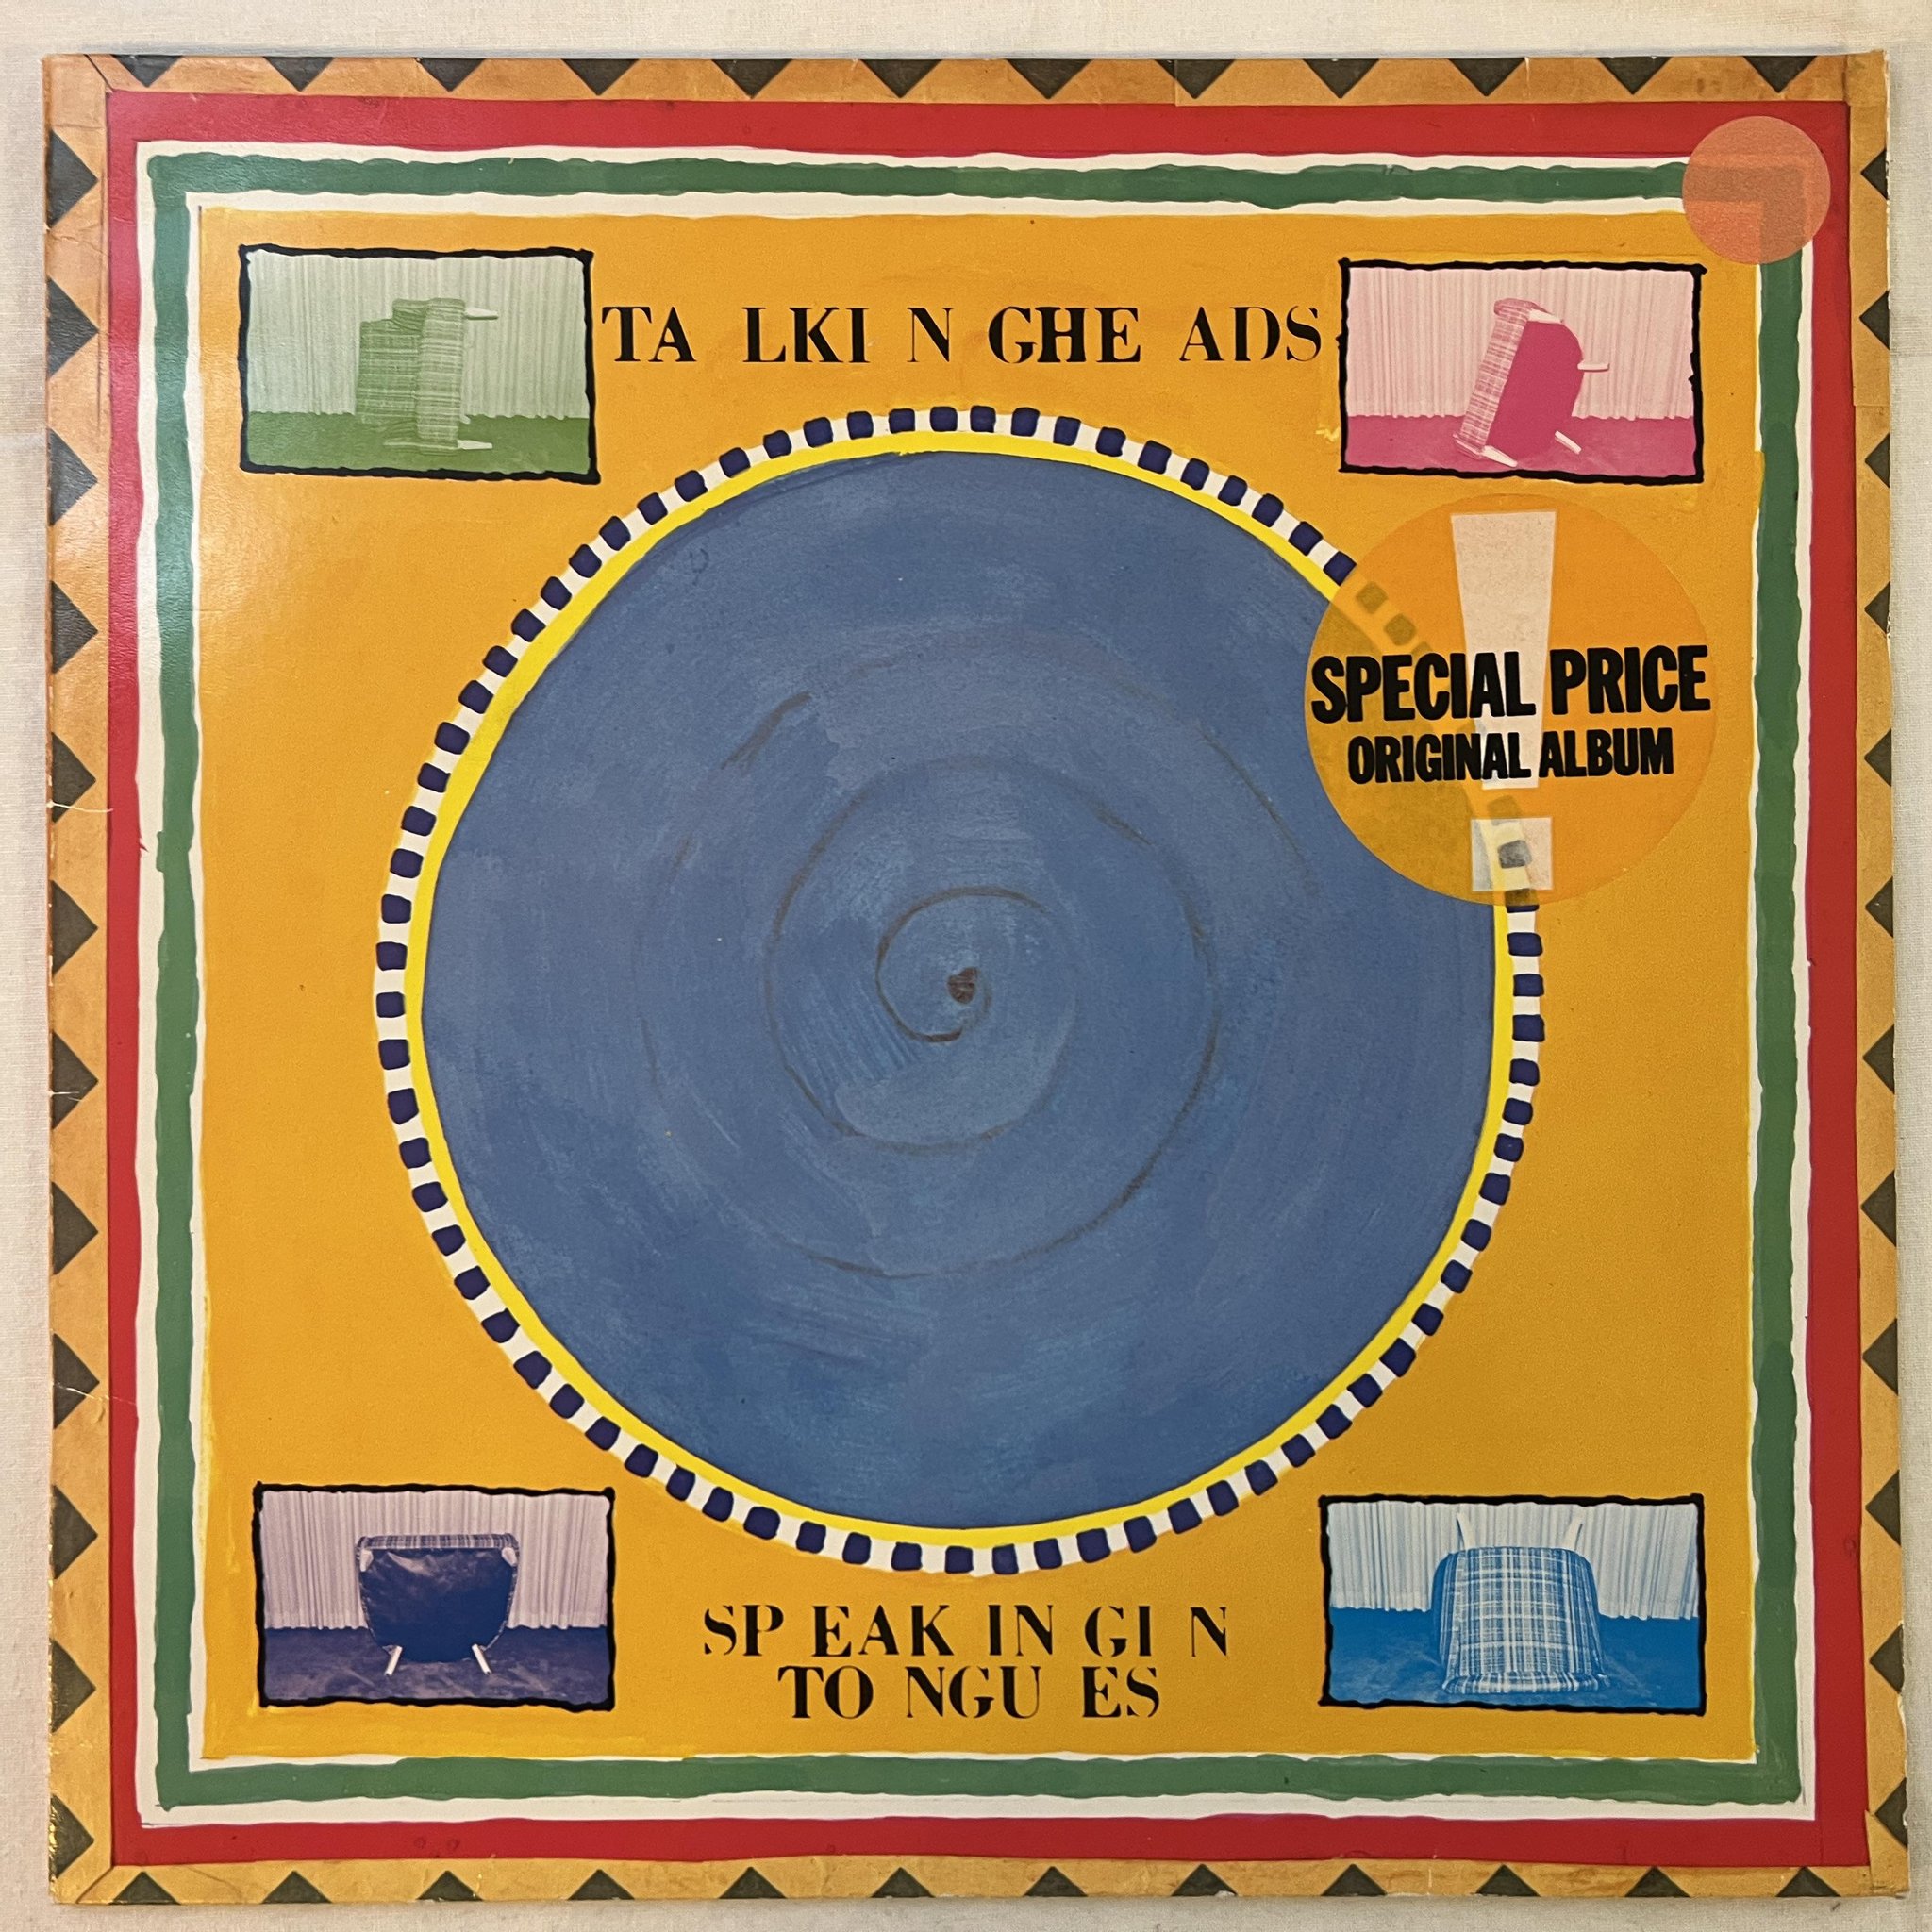 TA LKI N GHE ADS
SPECIAL PRICE
ORIGINAL ALBUM
SP EAK IN GI N
TO NGU ES